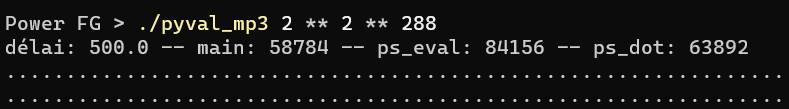 Power FG > ./pyval_mp3 2 ** 2 ** 288
délai: 500.0 -- main: 58784 -- ps_eval: 84156 -- ps_dot: 63892
.................................................................
.................................................................